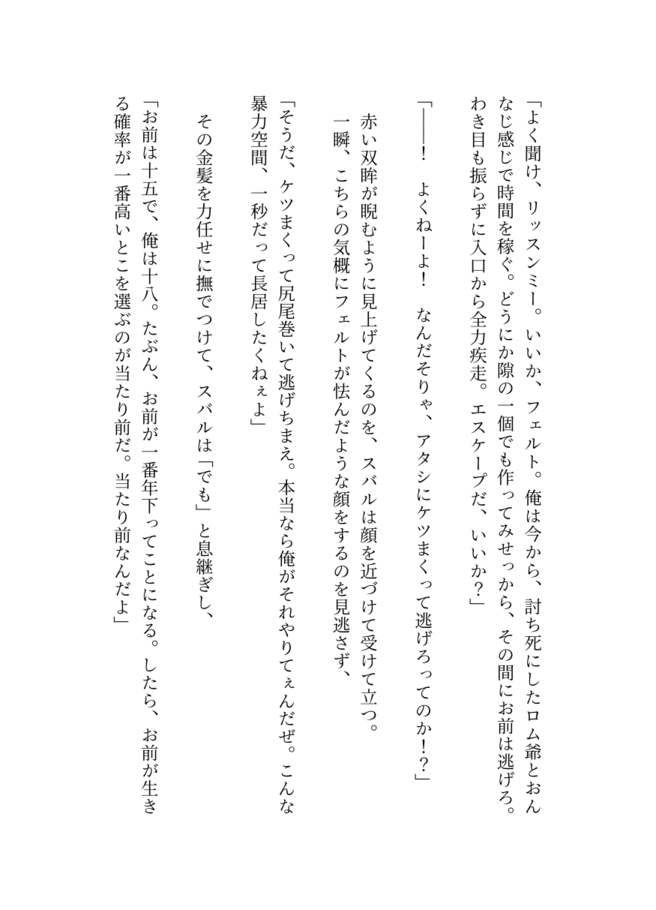 「よく聞け、リッスンミー。いいか、フェルト。俺は今から、討ち死にしたロム爺とおん
なじ感じで時間を稼ぐ。どうにか隙の一個でも作ってみせっから、その間にお前は逃げろ。
わき目も振らずに入口から全力疾走。エスケープだ、いいか？」
「――！　よくねーよ！　なんだそりゃ、アタシにケツまくって逃げろってのか！？」
赤い双眸が睨むように見上げてくるのを、スバルは顔を近づけて受けて立つ。
一瞬、こちらの気概にフェルトが怯んだような顔をするのを見逃さず、
「そうだ、ケツまくって尻尾巻いて逃げちまえ。本当なら俺がそれやりてぇんだぜ。こんな
暴力空間、一秒だって長居したくねぇよ」
その金髪を力任せに撫でつけて、スバルは「でも」と息継ぎし、
「お前は十五で、俺は十八。たぶん、お前が一番年下ってことになる。したら、お前が生き
る確率が一番高いとこを選ぶのが当たり前だ。当たり前なんだよ」